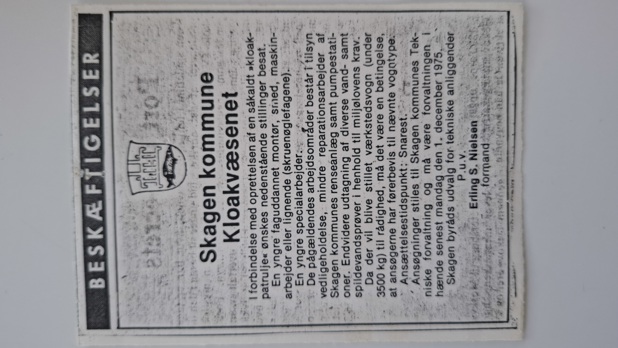 BESKÆFTIGELSER
Skagen kommune
Kloakvæsenet
I forbindelse med oprettelsen af en såkaldt »kloak-
patrulje« ønskes nedenstående stillinger besat.
En yngre faguddannet montør, smed, maskin-
arbejder eller lignende (skruenøglefagene).
En yngre specialarbejder.
De pågældendes arbejdsområder består i tilsyn
vedligeholdelse, mindre reparationsarbejder af
Skagen kommunes renseanlæg samt pumpestati-
oner. Endvidere udtagning af diverse vand- samt
spildevandsprøver i henhold til miljølovens krav.
Da der vil blive stillet værkstedsvogn (under
3500 kg) til rådighed, må det være en betingelse,
at ansøgerne har førerbevis til nævnte vogntype.
Ansættelsestidspunkt: Snarest.
Ansøgninger stiles til Skagen kommunes Tek-
niske forvaltning og må være forvaltningen i
hænde senest mandag den 1. december 1975.
Skagen byråds udvalg for tekniske anliggender
P.u.v.
Erling S. Nielsen
formand